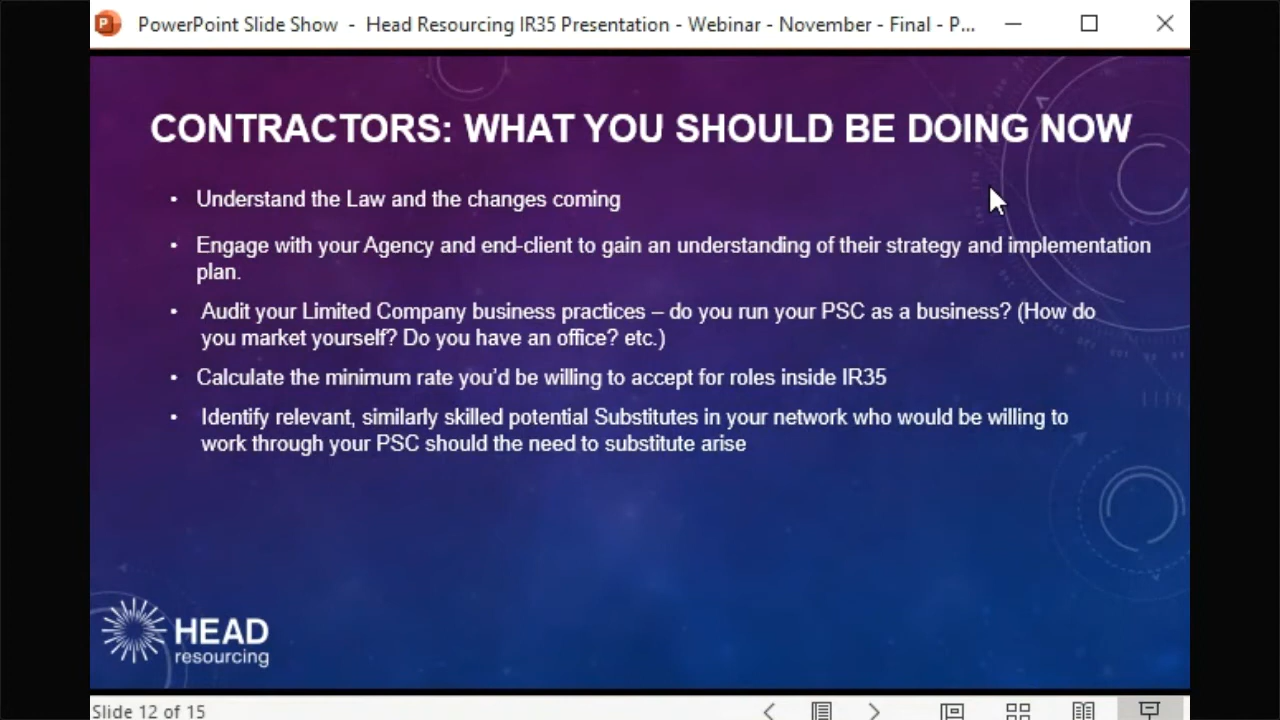 PowerPoint Slide Show - Head Resourcing IR35 Presentation - Webinar - November - Final - P...
CONTRACTORS: WHAT YOU SHOULD BE DOING NOW
• Understand the Law and the changes coming
• Engage with your Agency and end-client to gain an understanding of their strategy and implementation
plan.
• Audit your Limited Company business practices – do you run your PSC as a business? (How do
you market yourself? Do you have an office? etc.)
• Calculate the minimum rate you'd be willing to accept for roles inside IR35
• Identify relevant, similarly skilled potential Substitutes in your network who would be willing to
work through your PSC should the need to substitute arise
HEAD
resourcing
Slide 12 of 15